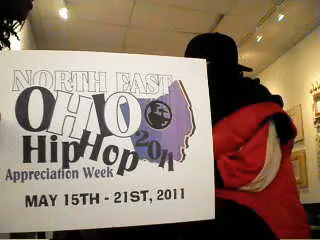 NORTH EAST
OHIO
2011
HipHop
Appreciation Week
MAY 15TH - 21ST, 2011